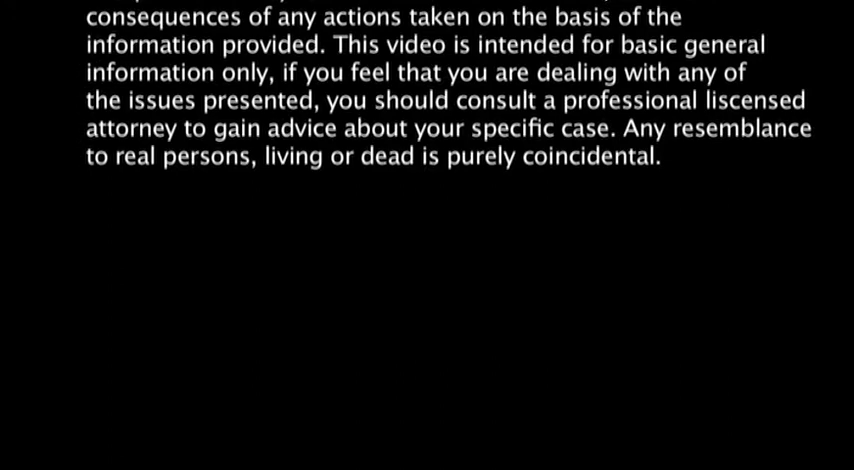 consequences of any actions taken on the basis of the
information provided. This video is intended for basic general
information only, if you feel that you are dealing with any of
the issues presented, you should consult a professional liscensed
attorney to gain advice about your specific case. Any resemblance
to real persons, living or dead is purely coincidental.